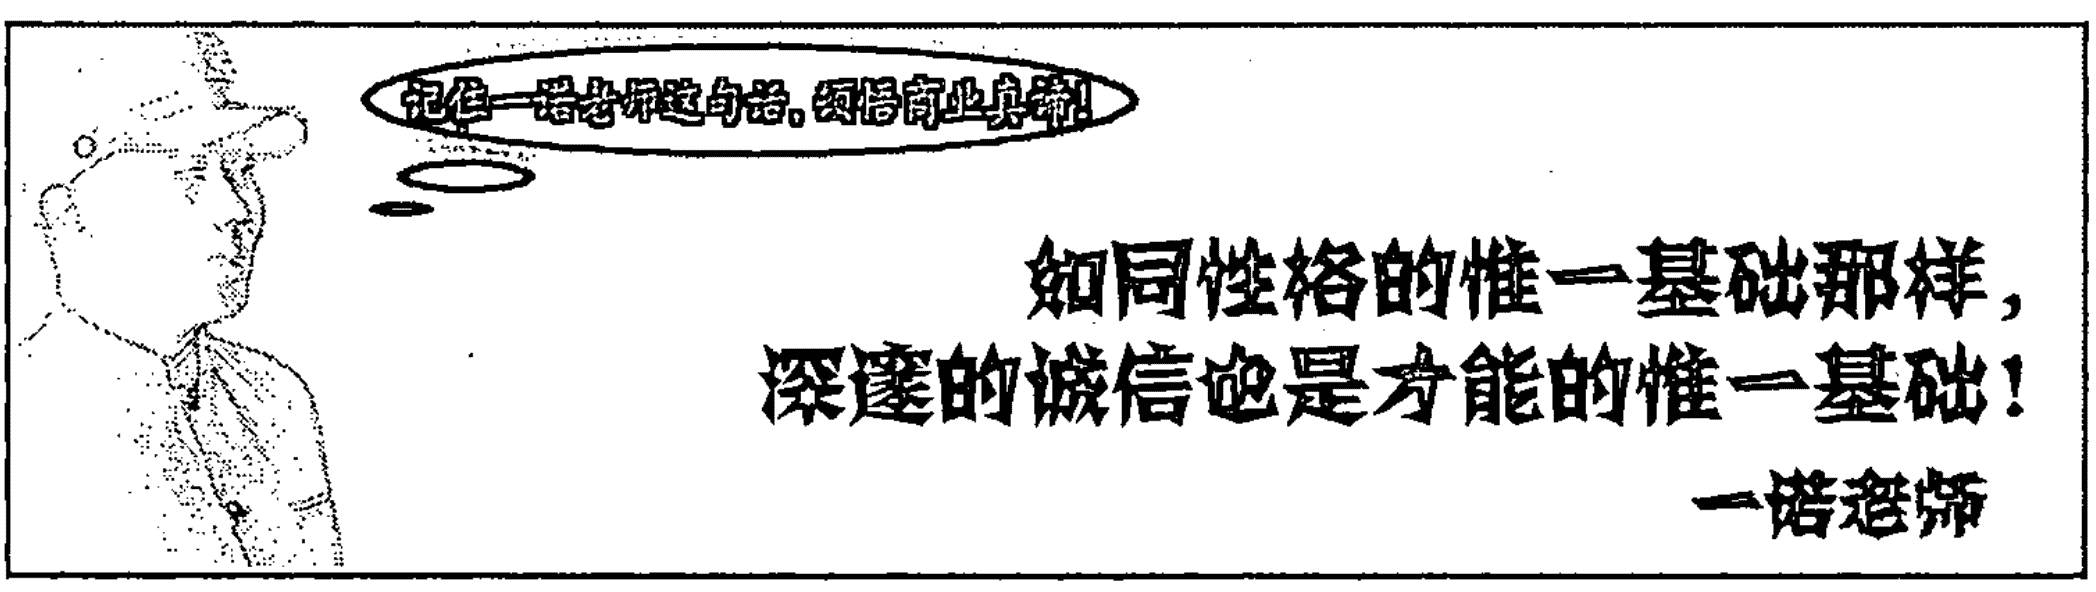 记住一诺老师这句话,须悟商业真谛!
如同性格的惟一基础那样,
深邃的诚信也是才能的惟一基础!
一诺老师